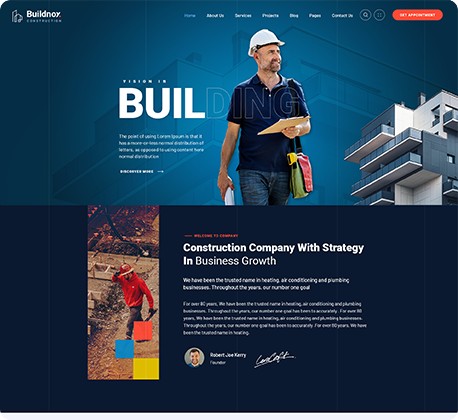 Buildnox
CONSTRUCTION
Home About Us Services Projects Blog Pages Contact Us GET APPOINTMENT
VISION IS
BUILDING
The point of using Lorem Ipsum is that it
has a more-or-less normal distribution of
letters, as opposed to using content here
normal distribution
DISCOVER MORE
WELCOME TO COMPANY
Construction Company With Strategy
In Business Growth
We have been the trusted name in heating, air conditioning and plumbing
businesses. Throughout the years, our number one goal
For over 80 years, We have been the trusted name in heating, air conditioning and plumbing
businesses. Throughout the years, our number one goal has been to accurately . For over 80
years, We have been the trusted name in heating, air conditioning and plumbing businesses.
Throughout the years, our number one goal has been to accurately . For over 80 years, We have
been the trusted name in heating.
Robert Joe Kerry
Founder